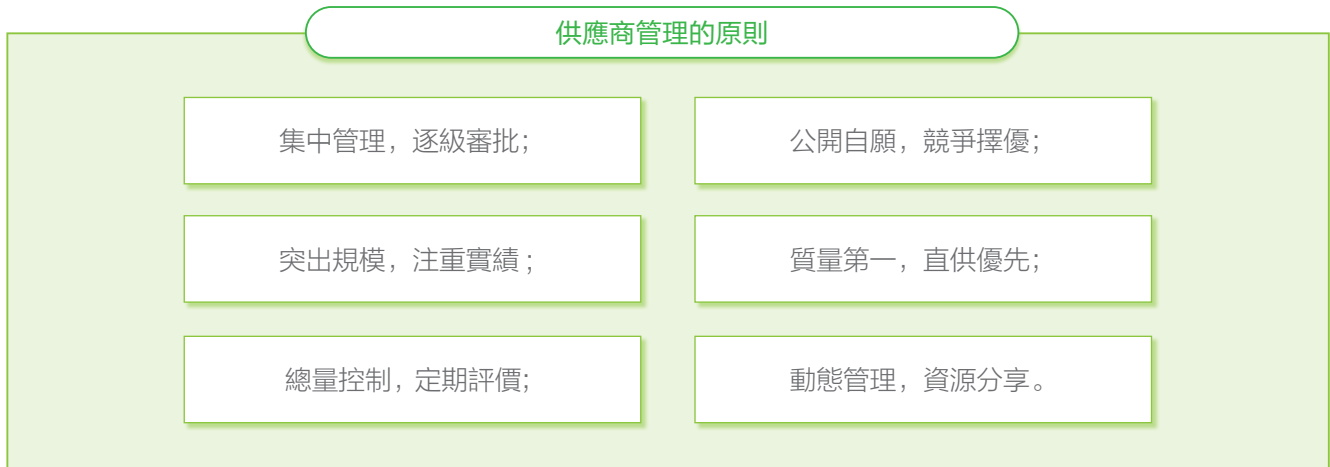 供應商管理的原則
集中管理，逐級審批；
公開自願，競爭擇優；
突出規模，注重實績；
質量第一，直供優先；
總量控制，定期評價；
動態管理，資源分享。